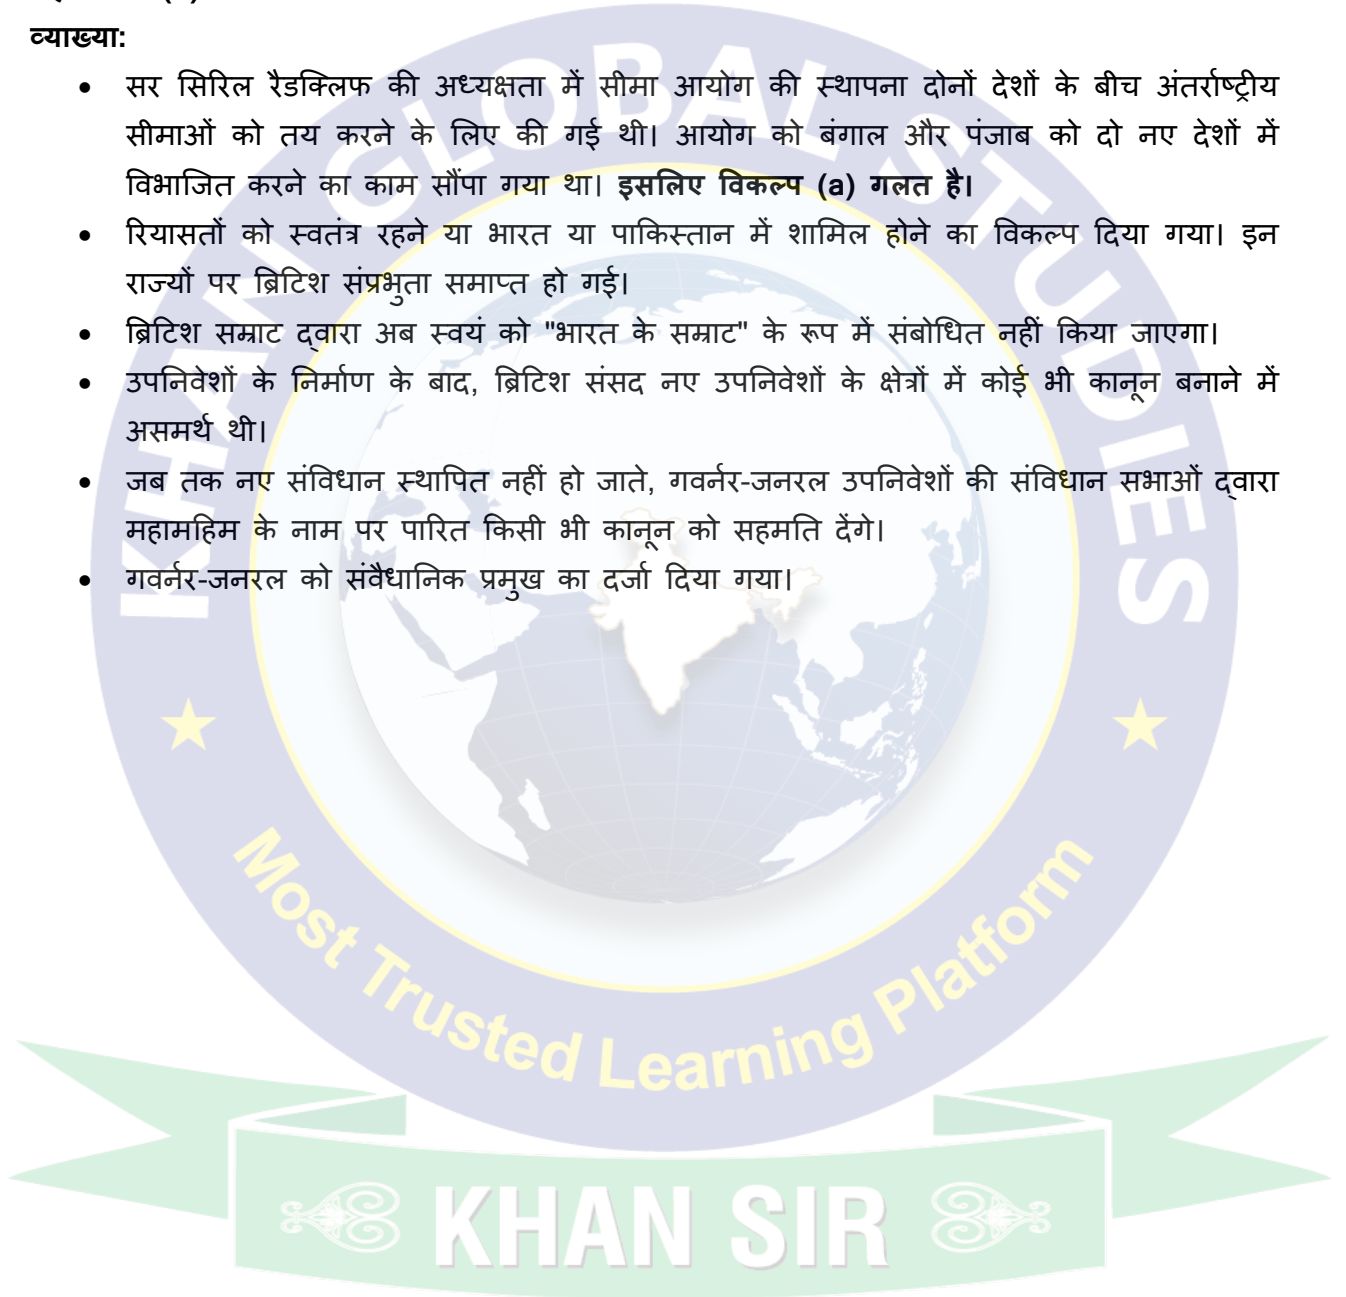 व्याख्या:
• सर सिरिल रैडक्लिफ की अध्यक्षता में सीमा आयोग की स्थापना दोनों देशों के बीच अंतर्राष्ट्रीय
सीमाओं को तय करने के लिए की गई थी। आयोग को बंगाल और पंजाब को दो नए देशों में
विभाजित करने का काम सौंपा गया था। इसलिए विकल्प (a) गलत है।
• रियासतों को स्वतंत्र रहने या भारत या पाकिस्तान में शामिल होने का विकल्प दिया गया। इन
राज्यों पर ब्रिटिश संप्रभुता समाप्त हो गई।
• ब्रिटिश सम्राट द्वारा अब स्वयं को "भारत के सम्राट" के रूप में संबोधित नहीं किया जाएगा।
• उपनिवेशों के निर्माण के बाद, ब्रिटिश संसद नए उपनिवेशों के क्षेत्रों में कोई भी कानून बनाने में
असमर्थ थी।
• जब तक नए संविधान स्थापित नहीं हो जाते, गवर्नर-जनरल उपनिवेशों की संविधान सभाओं द्वारा
महामहिम के नाम पर पारित किसी भी कानून को सहमति देंगे।
• गवर्नर-जनरल को संवैधानिक प्रमुख का दर्जा दिया गया।
KHAN GLOBAL STUDIES
Most Trusted Learning Platform
KHAN SIR